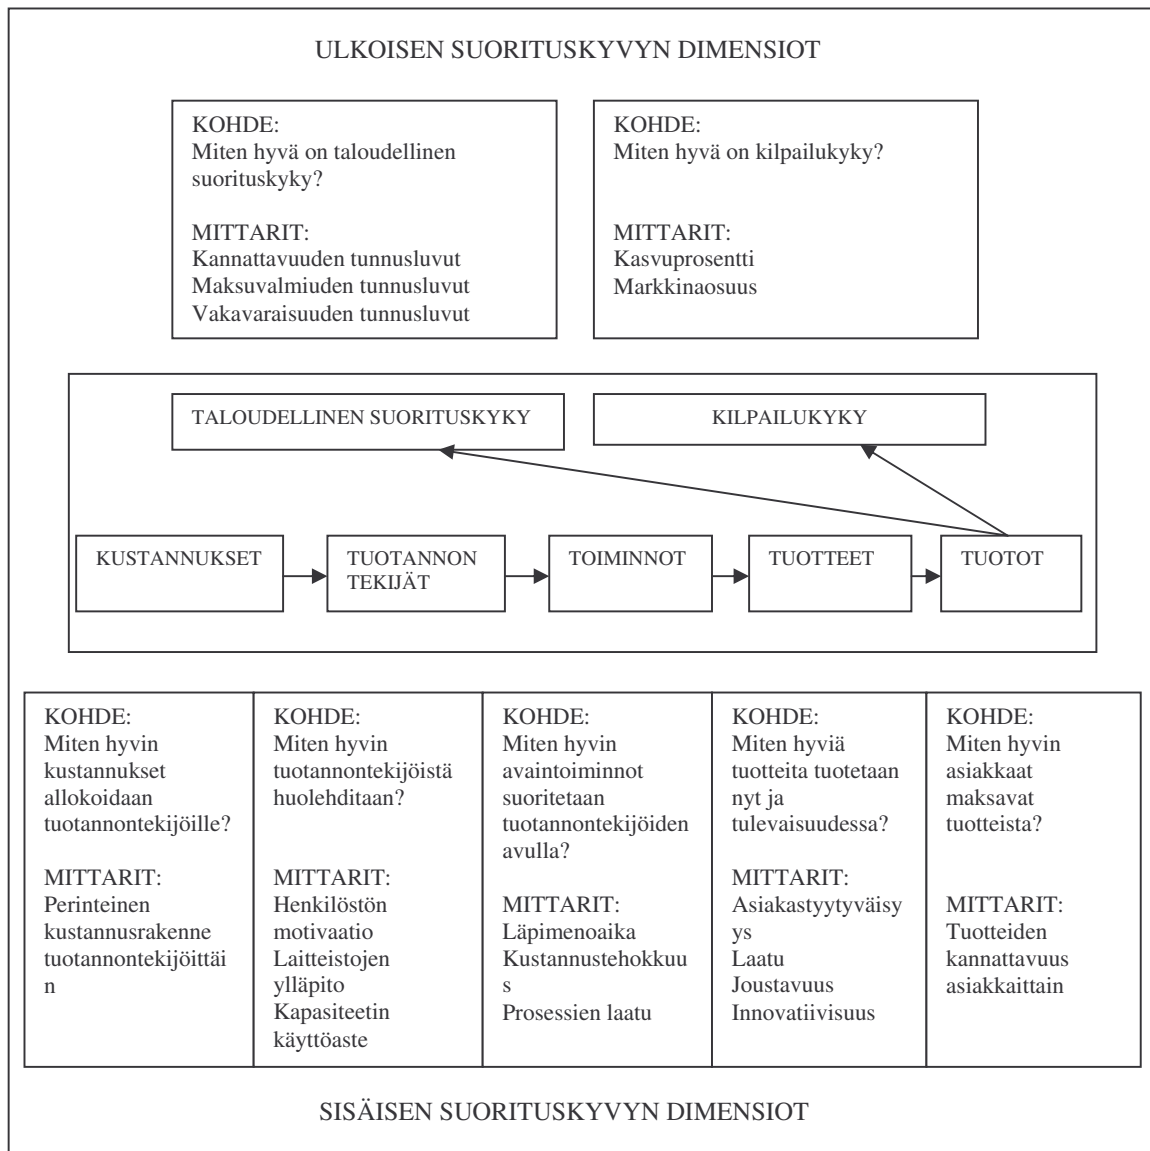 ULKOISEN SUORITUSKYVYN DIMENSIOT
KOHDE:
Miten hyvä on taloudellinen
suorituskyky?
MITTARIT:
Kannattavuuden tunnusluvut
Maksuvalmiuden tunnusluvut
Vakavaraisuuden tunnusluvut
KOHDE:
Miten hyvä on kilpailukyky?
MITTARIT:
Kasvuprosentti
Markkinaosuus
TALOUDELLINEN SUORITUSKYKY
KILPAILUKYKY
KUSTANNUKSET
TUOTANNON
TEKIJÄT
TOIMINNOT
TUOTTEET
TUOTOT
KOHDE:
Miten hyvin
kustannukset
allokoidaan
tuotannontekijöille?
MITTARIT:
Perinteinen
kustannusrakenne
tuotannontekijöittäi
n
KOHDE:
Miten hyvin
tuotannontekijöistä
huolehditaan?
MITTARIT:
Henkilöstön
motivaatio
Laitteistojen
ylläpito
Kapasiteetin
käyttöaste
KOHDE:
Miten hyvin
avaintoiminnot
suoritetaan
tuotannontekijöiden
avulla?
MITTARIT:
Läpimenoaika
Kustannustehokkuu
s
Prosessien laatu
KOHDE:
Miten hyviä
tuotteita tuotetaan
nyt ja
tulevaisuudessa?
MITTARIT:
Asiakastyytyväisy
ys
Laatu
Joustavuus
Innovatiivisuus
KOHDE:
Miten hyvin
asiakkaat
maksavat
tuotteista?
MITTARIT:
Tuotteiden
kannattavuus
asiakkaittain
SISÄISEN SUORITUSKYVYN DIMENSIOT